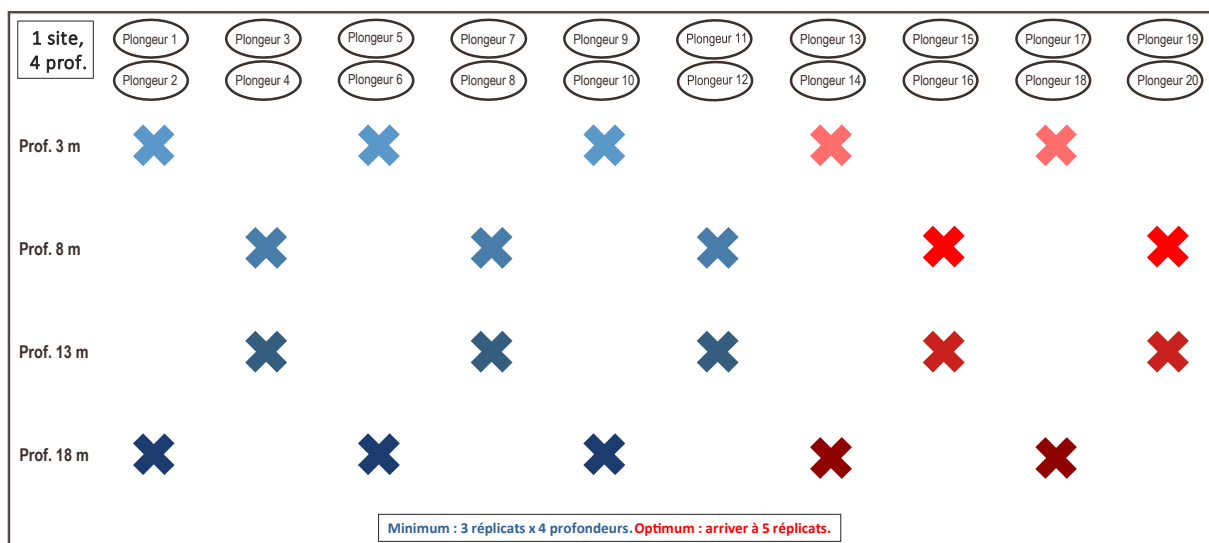 1 site,
4 prof.
Plongeur 1 Plongeur 3 Plongeur 5 Plongeur 7 Plongeur 9 Plongeur 11 Plongeur 13 Plongeur 15 Plongeur 17 Plongeur 19
Plongeur 2 Plongeur 4 Plongeur 6 Plongeur 8 Plongeur 10 Plongeur 12 Plongeur 14 Plongeur 16 Plongeur 18 Plongeur 20
Prof. 3 m
Prof. 8 m
Prof. 13 m
Prof. 18 m
Minimum : 3 réplicats x 4 profondeurs. Optimum : arriver à 5 réplicats.